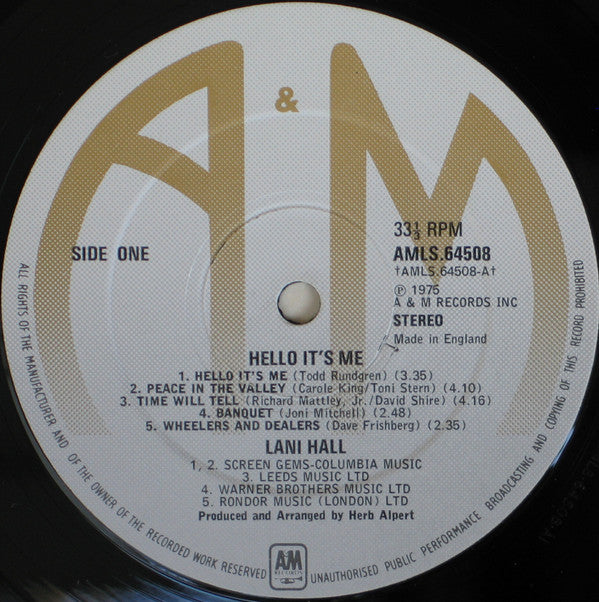 A & M
SIDE ONE
33⅓ RPM
AMLS.64508
†AMLS.64508-A†
℗ 1975
A & M RECORDS INC
STEREO
Made in England
HELLO IT'S ME
1. HELLO IT'S ME (Todd Rundgren) (3.35)
2. PEACE IN THE VALLEY (Carole King/Toni Stern) (4.10)
3. TIME WILL TELL (Richard Mattley, Jr./David Shire) (4.16)
4. BANQUET (Joni Mitchell) (2.48)
5. WHEELERS AND DEALERS (Dave Frishberg) (2.35)
LANI HALL
1, 2. SCREEN GEMS-COLUMBIA MUSIC
3. LEEDS MUSIC LTD
4. WARNER BROTHERS MUSIC LTD
5. RONDOR MUSIC (LONDON) LTD
Produced and Arranged by Herb Alpert
ALL RIGHTS OF THE MANUFACTURER AND OF THE OWNER OF THE RECORDED WORK RESERVED
A&M
RECORDS
UNAUTHORISED PUBLIC PERFORMANCE BROADCASTING AND COPYING OF THIS RECORD PROHIBITED